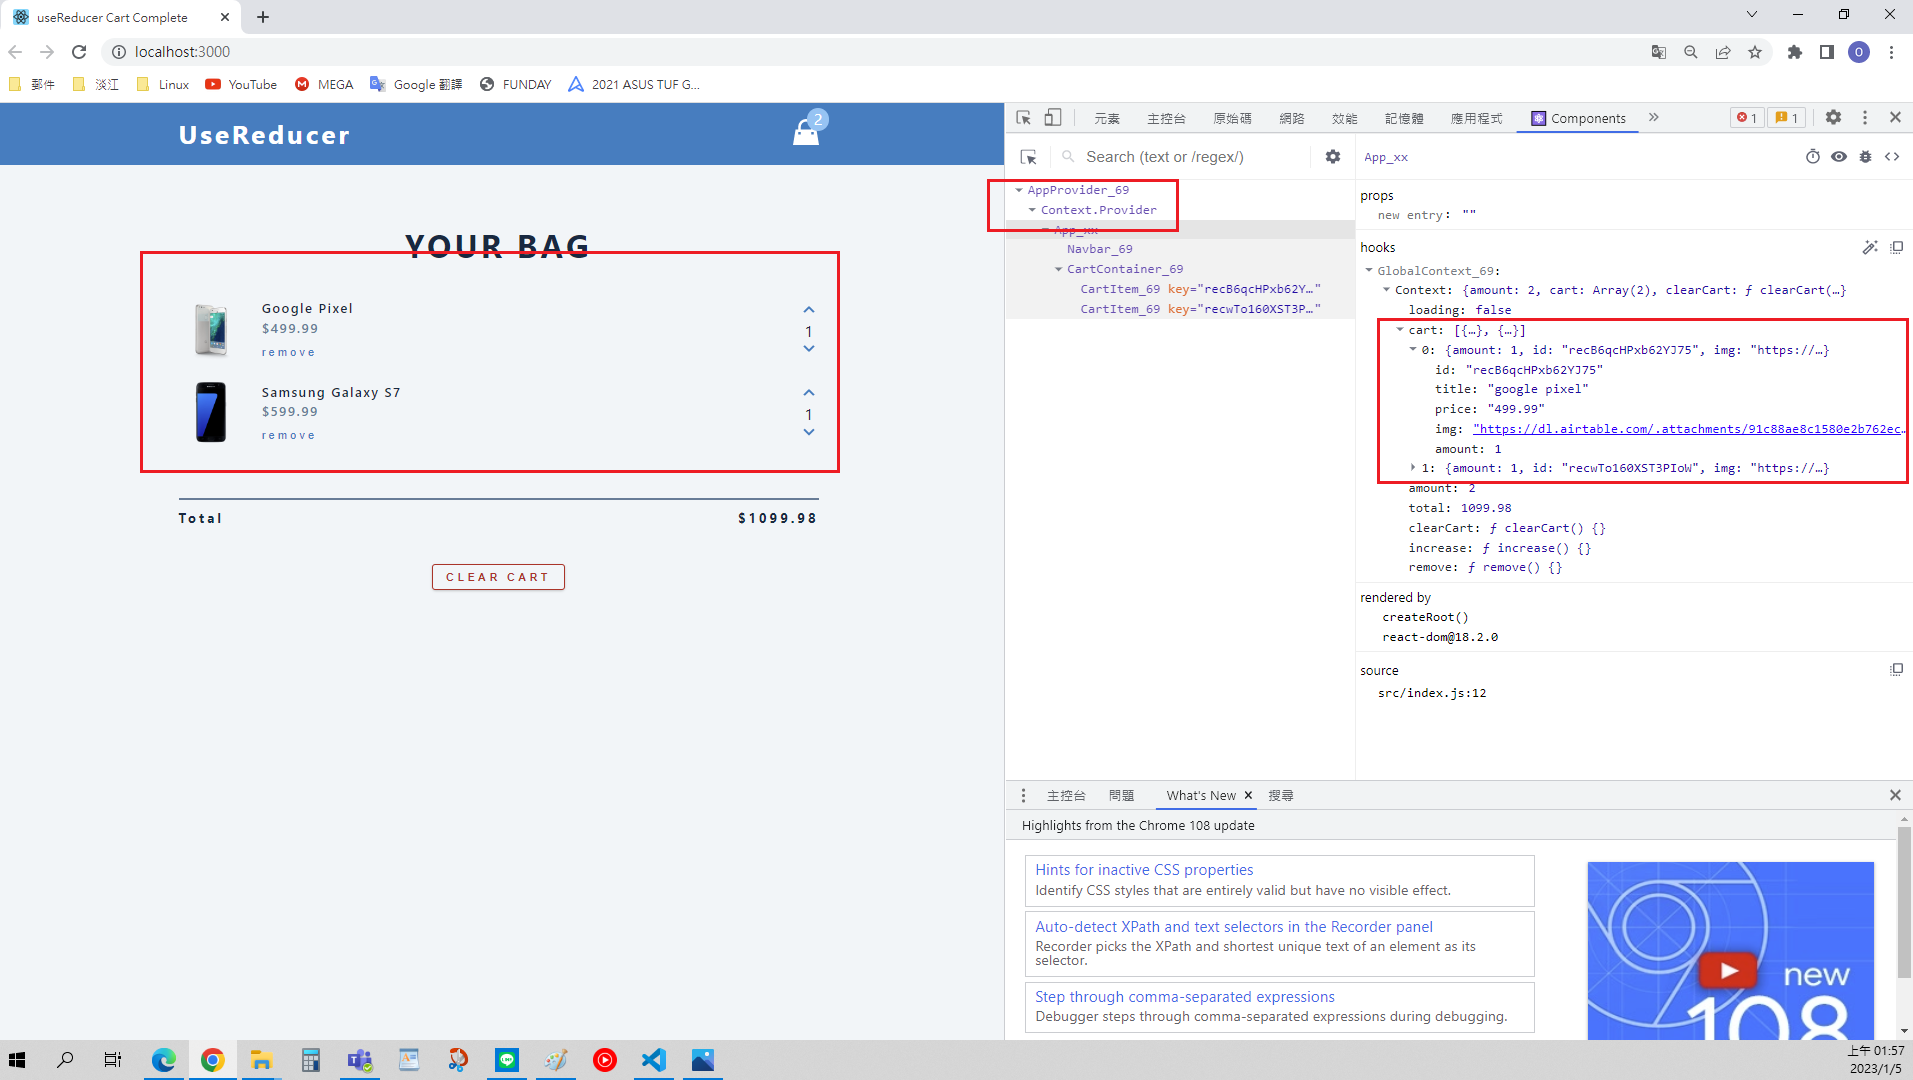 useReducer Cart Complete
localhost:3000
郵件
淡江
Linux
YouTube
MEGA
Google 翻譯
FUNDAY
2021 ASUS TUF G...
UseReducer
2
YOUR BAG
Google Pixel
$499.99
remove
1
Samsung Galaxy S7
$599.99
remove
1
Total
$1099.98
CLEAR CART
元素
主控台
原始碼
網路
效能
記憶體
應用程式
Components
1
1
Search (text or /regex/)
AppProvider_69
Context.Provider
App_xx
Navbar_69
CartContainer_69
CartItem_69 key="recB6qcHPxb62Y…"
CartItem_69 key="recwTo160XST3P…"
App_xx
props
new entry: ""
hooks
GlobalContext_69:
Context: {amount: 2, cart: Array(2), clearCart: ƒ clearCart(…}
loading: false
cart: [{…}, {…}]
0: {amount: 1, id: "recB6qcHPxb62YJ75", img: "https://…}
id: "recB6qcHPxb62YJ75"
title: "google pixel"
price: "499.99"
img: "https://dl.airtable.com/.attachments/91c88ae8c1580e2b762ec…
amount: 1
1: {amount: 1, id: "recwTo160XST3PIoW", img: "https://…}
amount: 2
total: 1099.98
clearCart: ƒ clearCart() {}
increase: ƒ increase() {}
remove: ƒ remove() {}
rendered by
createRoot()
react-dom@18.2.0
source
src/index.js:12
主控台
問題
What's New
搜尋
Highlights from the Chrome 108 update
Hints for inactive CSS properties
Identify CSS styles that are entirely valid but have no visible effect.
Auto-detect XPath and text selectors in the Recorder panel
Recorder picks the XPath and shortest unique text of an element as its
selector.
Step through comma-separated expressions
Debugger steps through comma-separated expressions during debugging.
new
108
上午 01:57
2023/1/5